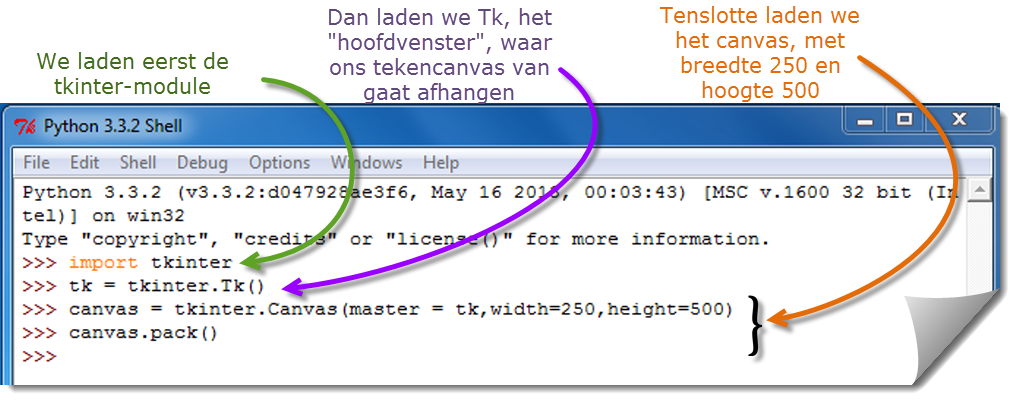 We laden eerst de
tkinter-module
Dan laden we Tk, het
"hoofdvenster", waar
ons tekencanvas van
gaat afhangen
Tenslotte laden we
het canvas, met
breedte 250 en
hoogte 500
Tk Python 3.3.2 Shell
File Edit Shell Debug Options Windows Help
Python 3.3.2 (v3.3.2:d047928ae3f6, May 16 2013, 00:03:43) [MSC v.1600 32 bit (In
tel)] on win32
Type "copyright", "credits" or "license()" for more information.
>>> import tkinter
>>> tk = tkinter.Tk()
>>> canvas = tkinter.Canvas(master = tk,width=250,height=500)
>>> canvas.pack()
>>>